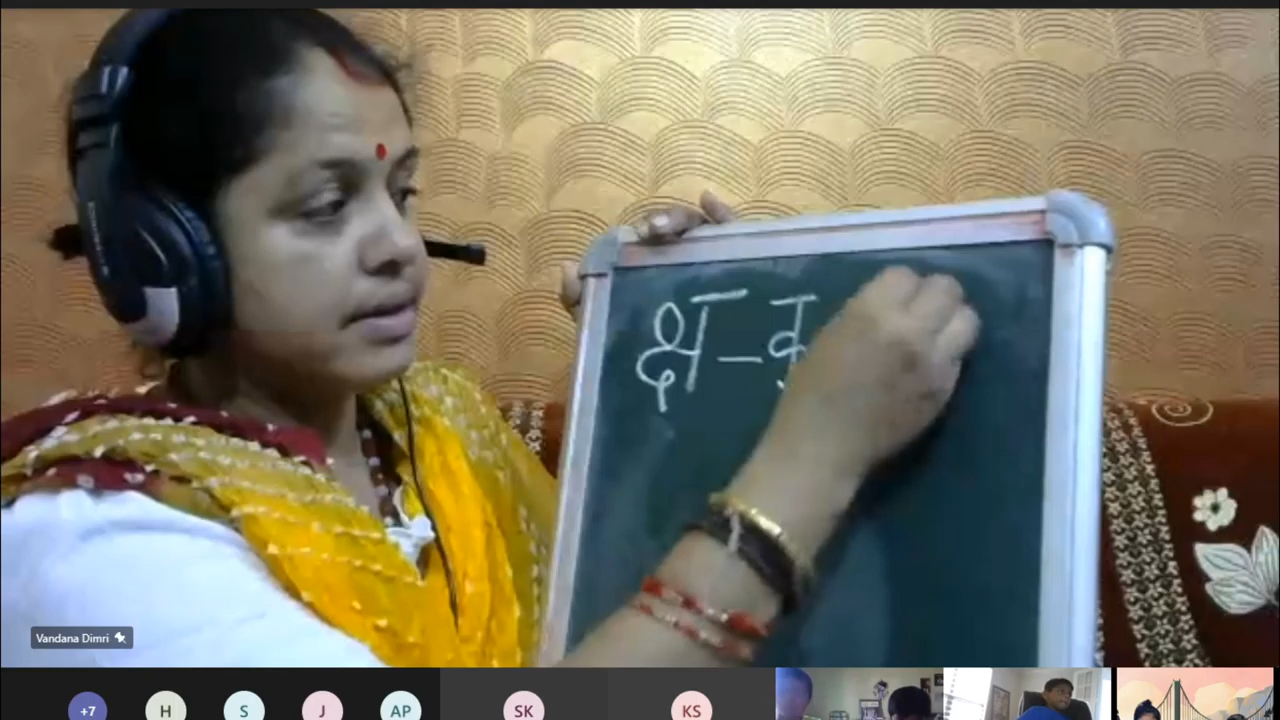 क्ष - क्
Vandana Dimri
+7 H S J AP SK KS